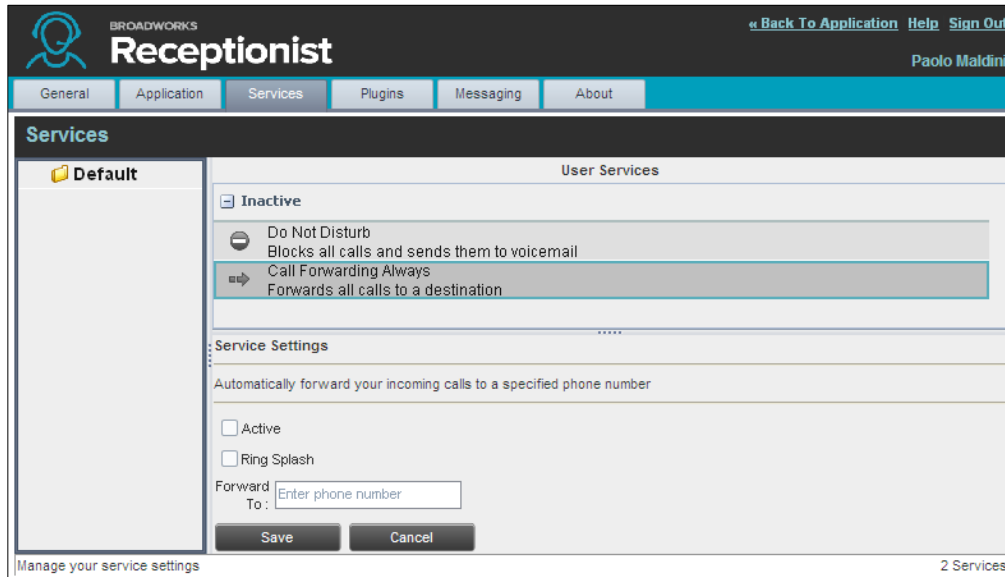 BROADWORKS
Receptionist
« Back To Application Help Sign Out
Paolo Maldini
General Application Services Plugins Messaging About
Services
Default
User Services
Inactive
Do Not Disturb
Blocks all calls and sends them to voicemail
Call Forwarding Always
Forwards all calls to a destination
Service Settings
Automatically forward your incoming calls to a specified phone number
Active
Ring Splash
Forward
To :
Enter phone number
Save Cancel
Manage your service settings
2 Services